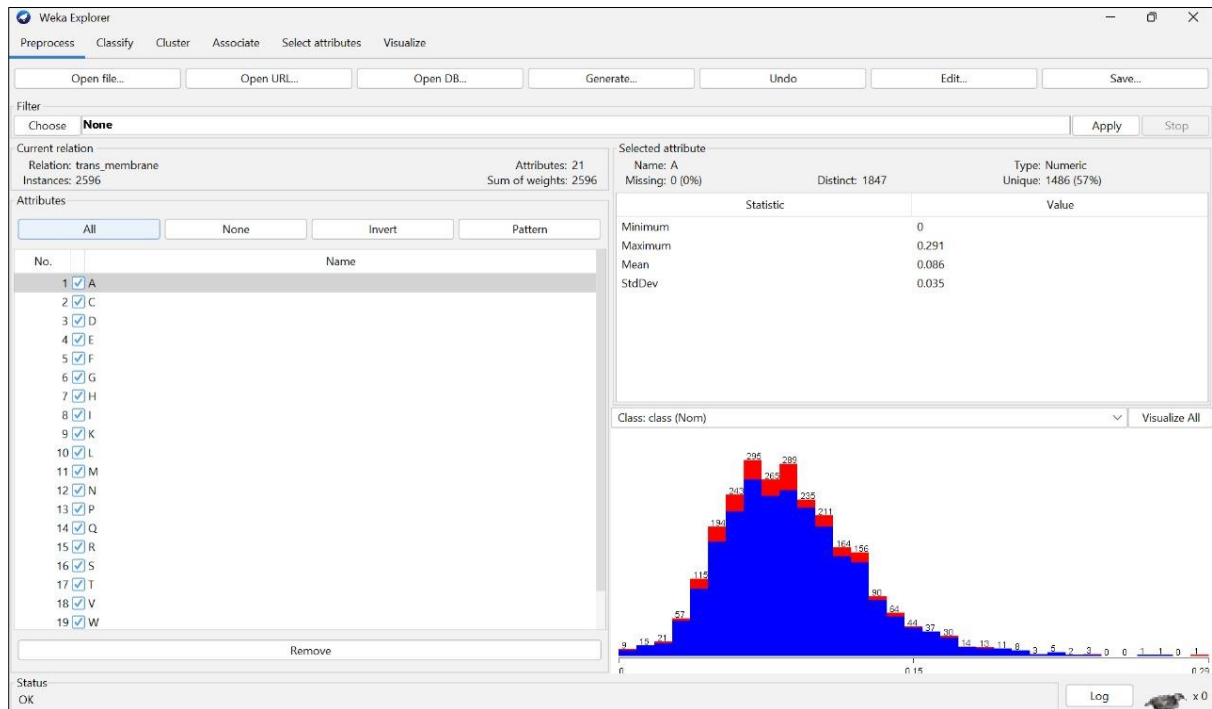 Weka Explorer
Preprocess Classify Cluster Associate Select attributes Visualize
Open file... Open URL... Open DB... Generate... Undo Edit... Save...
Filter
Choose None Apply Stop
Current relation
Relation: trans_membrane Attributes: 21
Instances: 2596 Sum of weights: 2596
Attributes
All None Invert Pattern
No. Name
1 A
2 C
3 D
4 E
5 F
6 G
7 H
8 I
9 K
10 L
11 M
12 N
13 P
14 Q
15 R
16 S
17 T
18 V
19 W
Remove
Selected attribute
Name: A Type: Numeric
Missing: 0 (0%) Distinct: 1847 Unique: 1486 (57%)
Statistic Value
Minimum 0
Maximum 0.291
Mean 0.086
StdDev 0.035
Class: class (Nom) Visualize All
9 15 21 57 115 194 243 295 265 289 235 211 164 156 90 64 44 37 30 14 13 11 8 3 5 2 3 0 0 1 1 0 1
0 0.15 0.29
Status
OK Log x 0